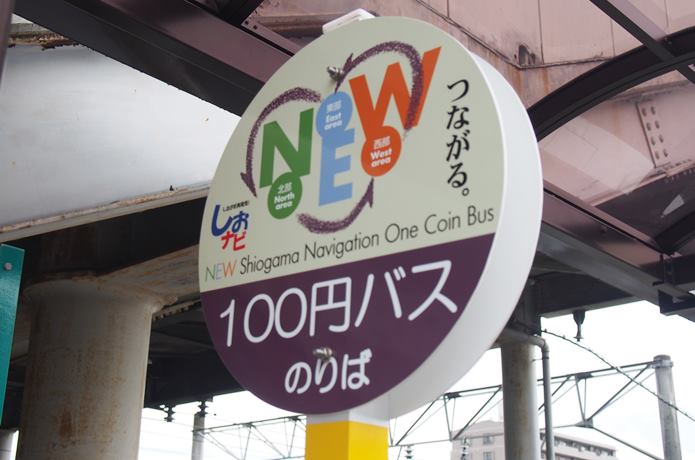 NEW
東部
East area
西部
West area
北部
North area
つながる。
しおナビ
NEW Shiogama Navigation One Coin Bus
100円バス
のりば